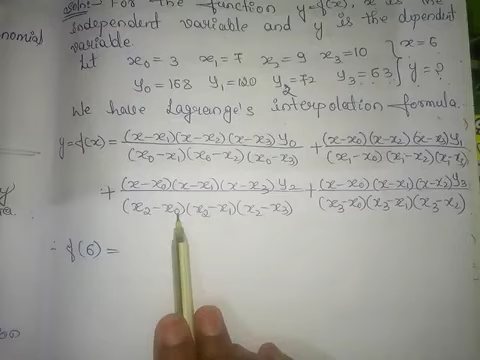 Soln: For the function y=f(x), x is the
independent variable and y is the dpendent
variable.
Let x₀ = 3 x₁ = 7 x₂ = 9 x₃ = 10 } x = 6
y₀ = 168 y₁ = 120 y₂ = 72 y₃ = 63 } y = ?
We have Lagrange's interpolation formula.
y=f(x)= (x-x₁)(x-x₂)(x-x₃)y₀ / (x₀-x₁)(x₀-x₂)(x₀-x₃) + (x-x₀)(x-x₂)(x-x₃)y₁ / (x₁-x₀)(x₁-x₂)(x₁-x₃)
+ (x-x₀)(x-x₁)(x-x₃)y₂ / (x₂-x₀)(x₂-x₁)(x₂-x₃) + (x-x₀)(x-x₁)(x-x₂)y₃ / (x₃-x₀)(x₃-x₁)(x₃-x₂)
∴ f(6) =